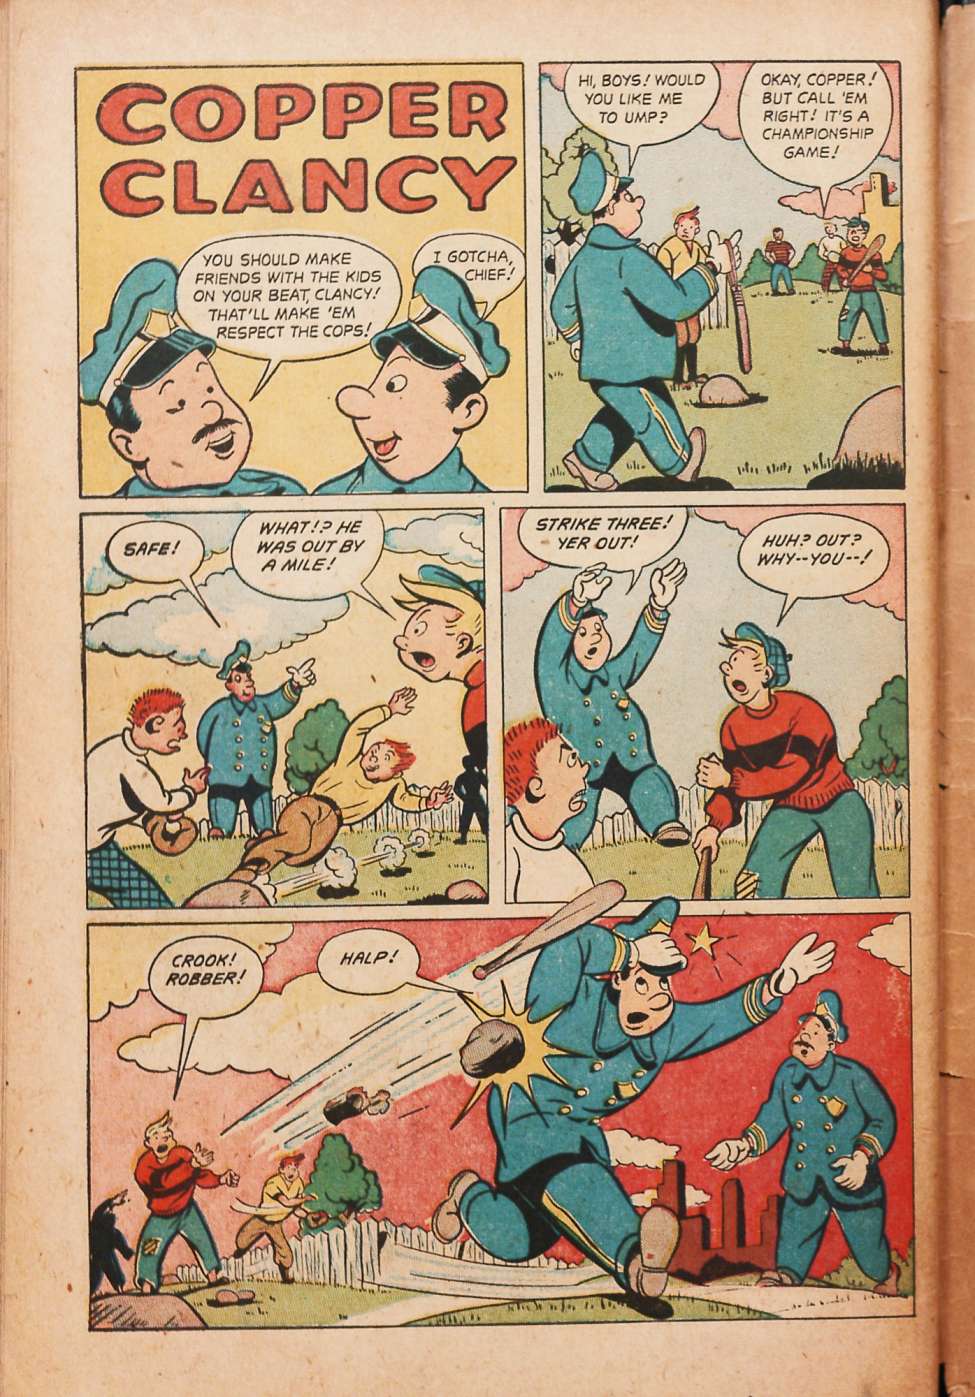 COPPER
CLANCY
YOU SHOULD MAKE
FRIENDS WITH THE KIDS
ON YOUR BEAT, CLANCY!
THAT'LL MAKE 'EM
RESPECT THE COPS!
I GOTCHA,
CHIEF!
HI, BOYS! WOULD
YOU LIKE ME
TO UMP?
OKAY, COPPER!
BUT CALL 'EM
RIGHT! IT'S A
CHAMPIONSHIP
GAME!
SAFE!
WHAT!? HE
WAS OUT BY
A MILE!
STRIKE THREE!
YER OUT!
HUH? OUT?
WHY--YOU--!
CROOK!
ROBBER!
HALP!